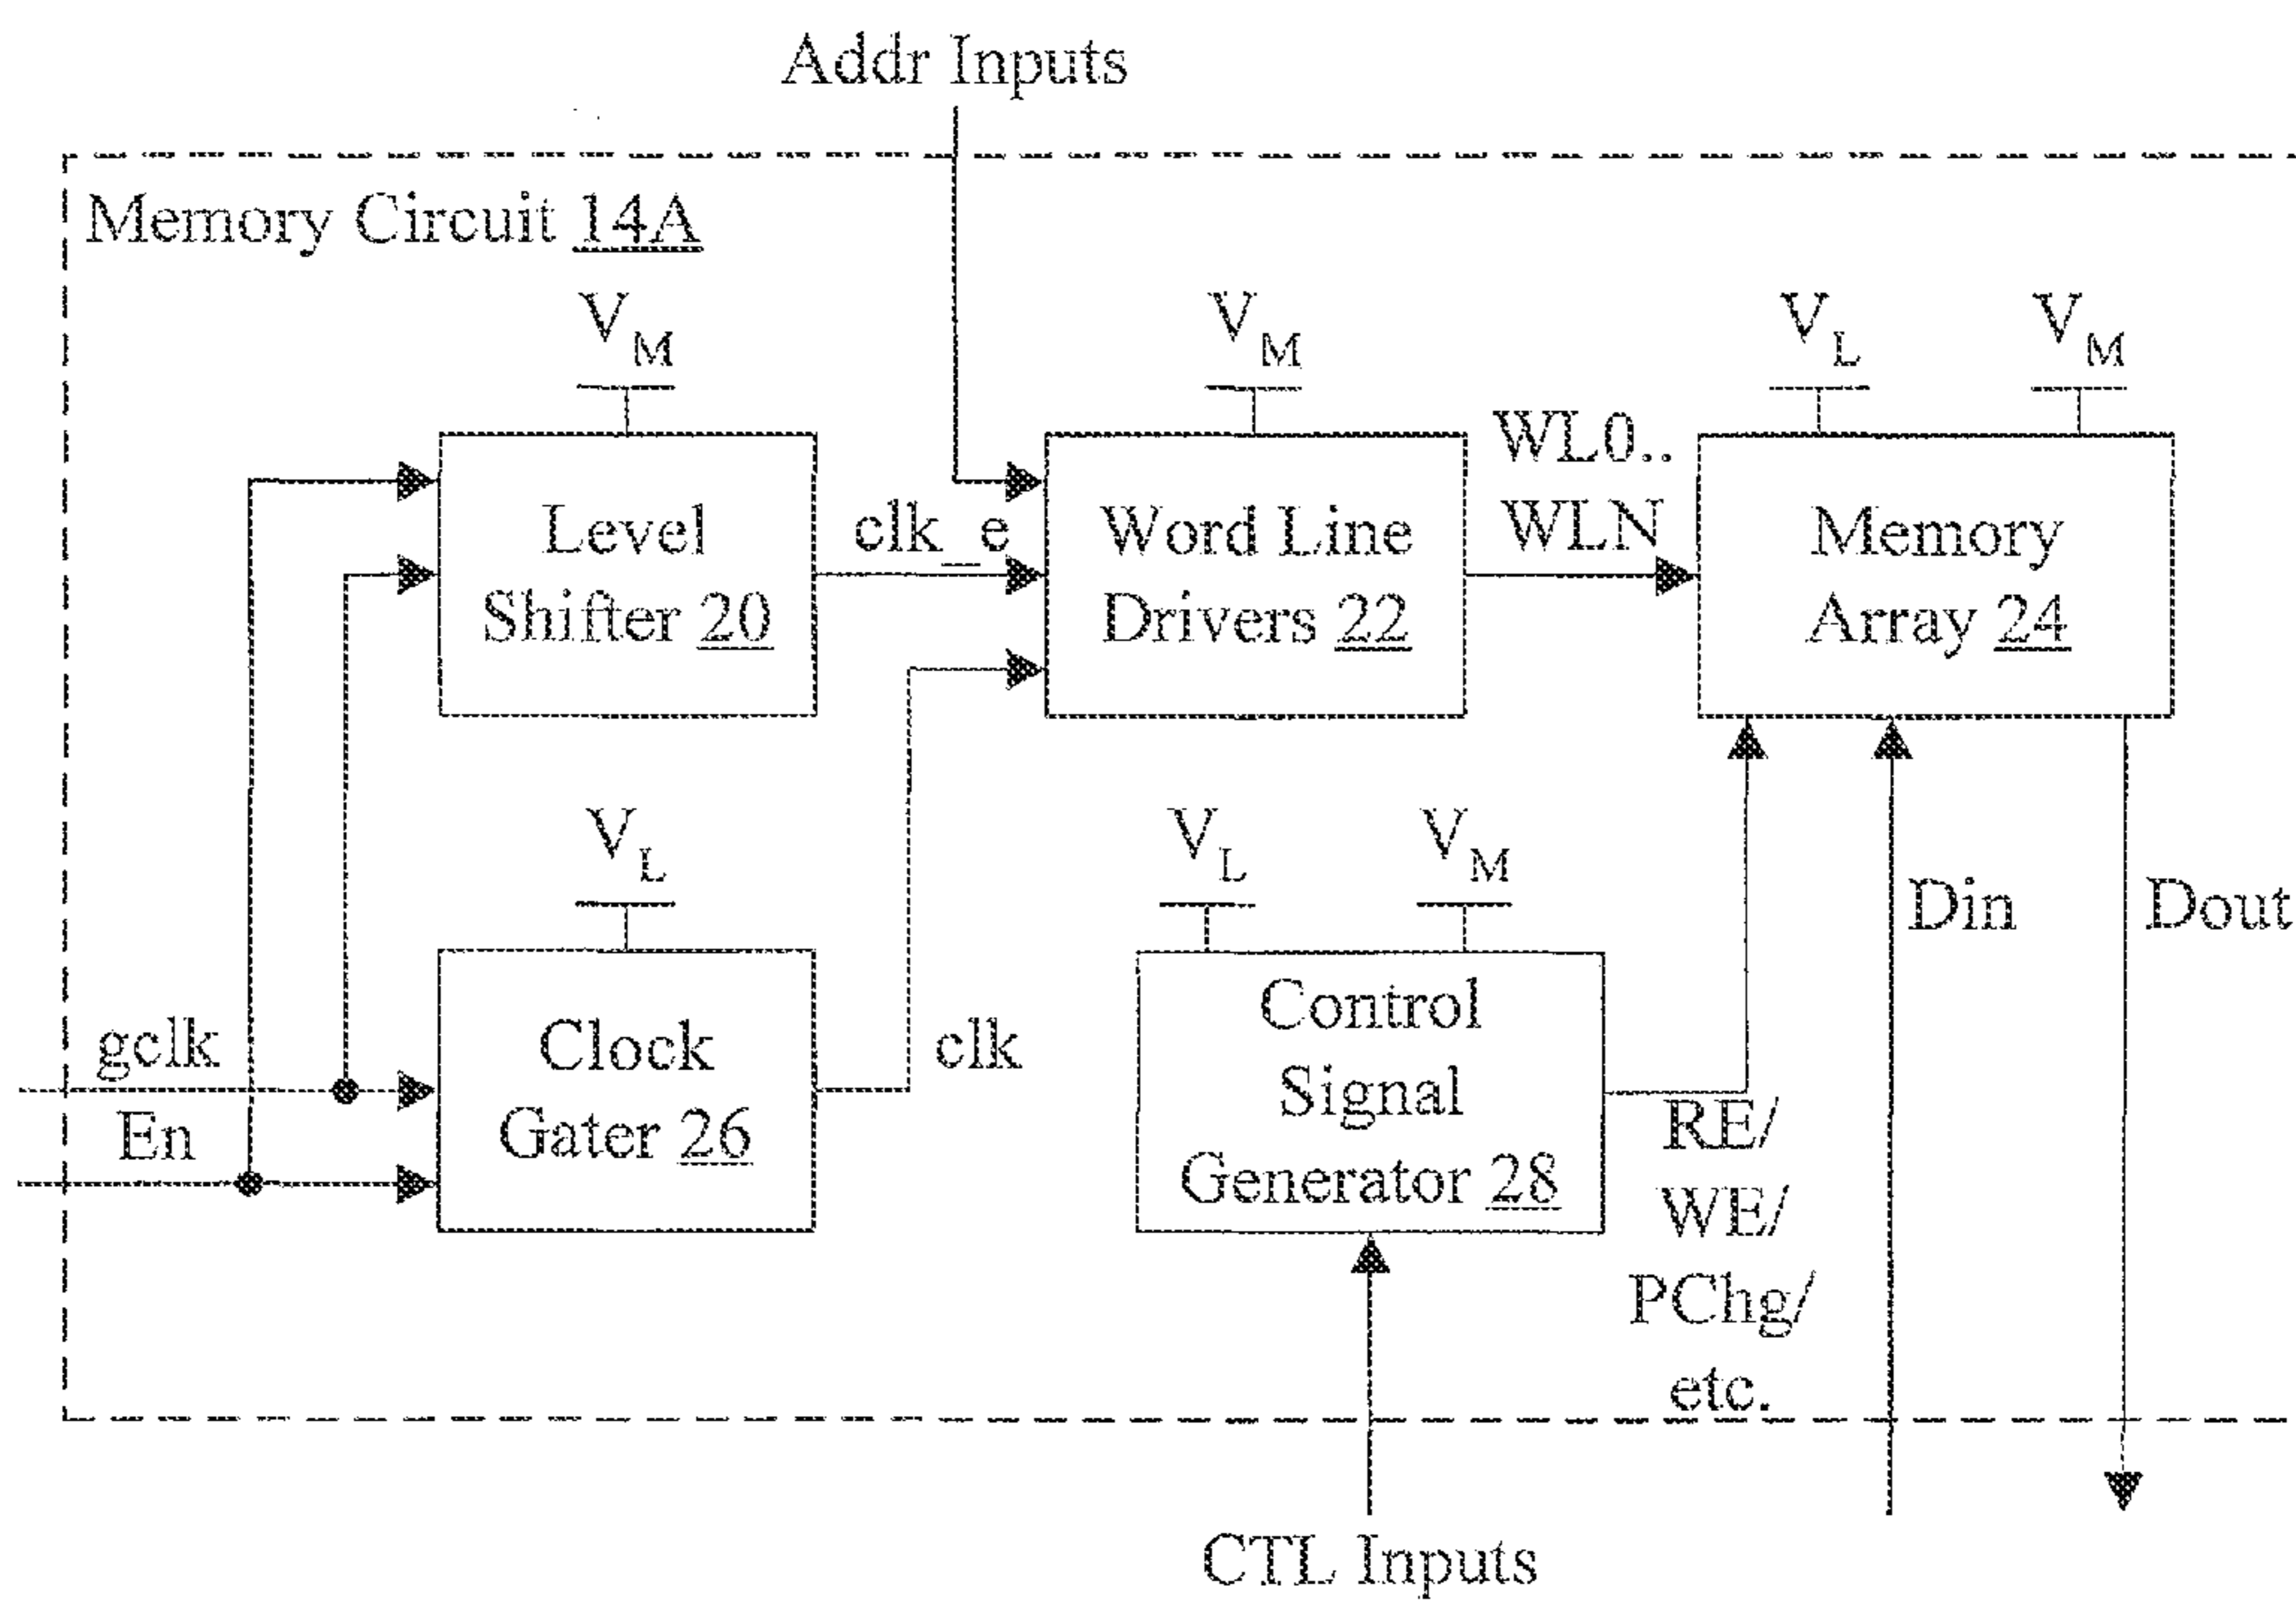 Addr Inputs
Memory Circuit 14A
VM
VM
VL
VM
Level
Shifter 20
clk_e
Word Line
Drivers 22
WL0..
WLN
Memory
Array 24
VL
VL
VM
gclk
En
Clock
Gater 26
clk
Control
Signal
Generator 28
RE/
WE/
PChg/
etc.
Din
Dout
CTL Inputs